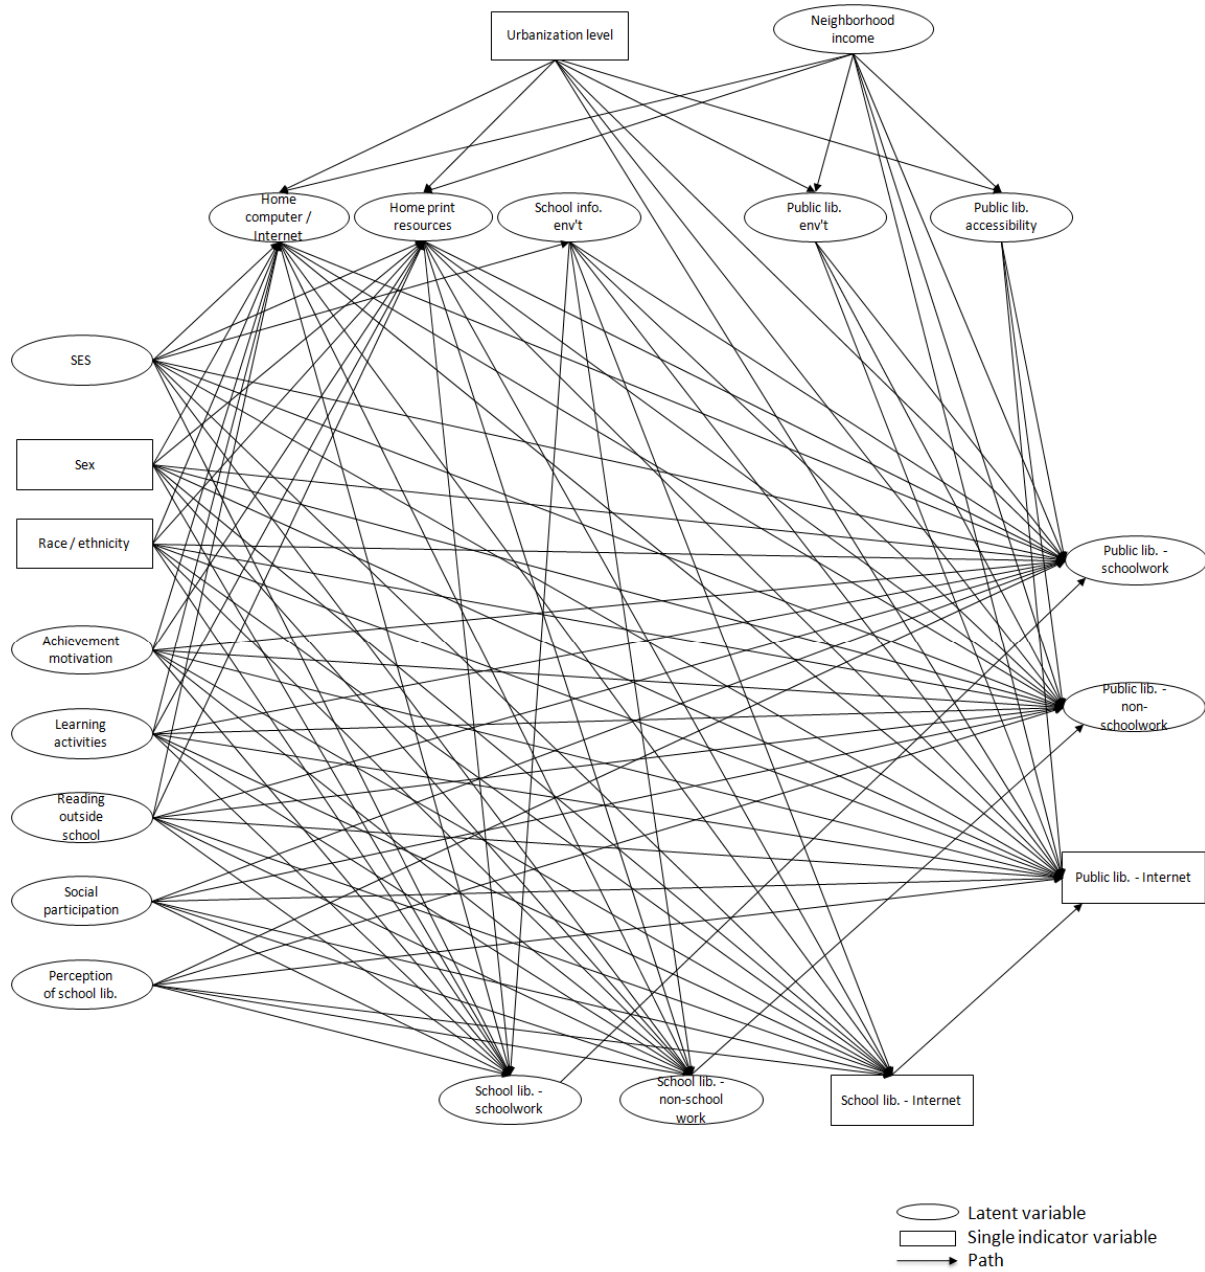 Urbanization level
Neighborhood
income
Home
computer /
Internet
Home print
resources
School info.
env't
Public lib.
env't
Public lib.
accessibility
SES
Sex
Race / ethnicity
Achievement
motivation
Learning
activities
Reading
outside
school
Social
participation
Perception
of school lib.
Public lib. -
schoolwork
Public lib. -
non-
schoolwork
Public lib. - Internet
School lib. -
schoolwork
School lib. -
non-school
work
School lib. - Internet
Latent variable
Single indicator variable
Path